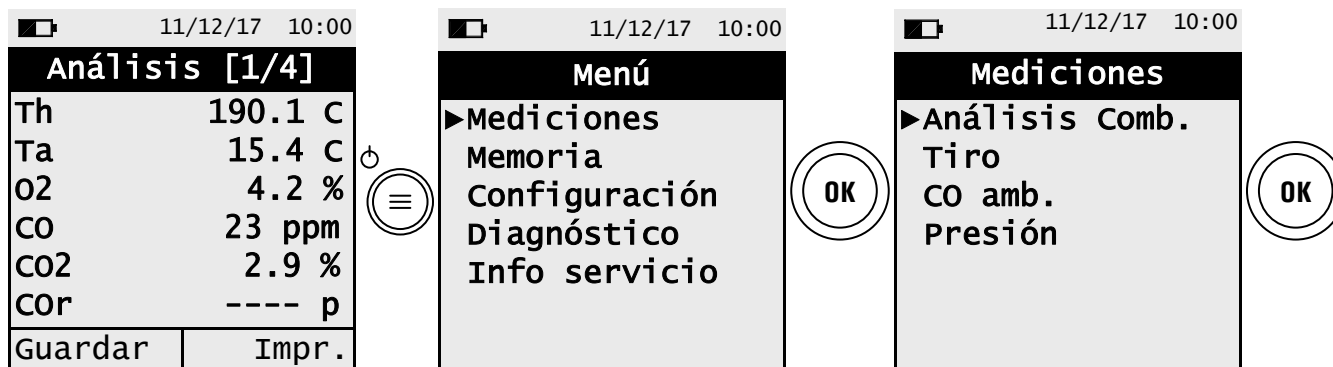 11/12/17 10:00
Análisis [1/4]
Th 190.1 C
Ta 15.4 C
O2 4.2 %
CO 23 ppm
CO2 2.9 %
COr ---- p
Guardar Impr.
11/12/17 10:00
Menú
Mediciones
Memoria
Configuración
Diagnóstico
Info servicio
OK
11/12/17 10:00
Mediciones
Análisis Comb.
Tiro
CO amb.
Presión
OK